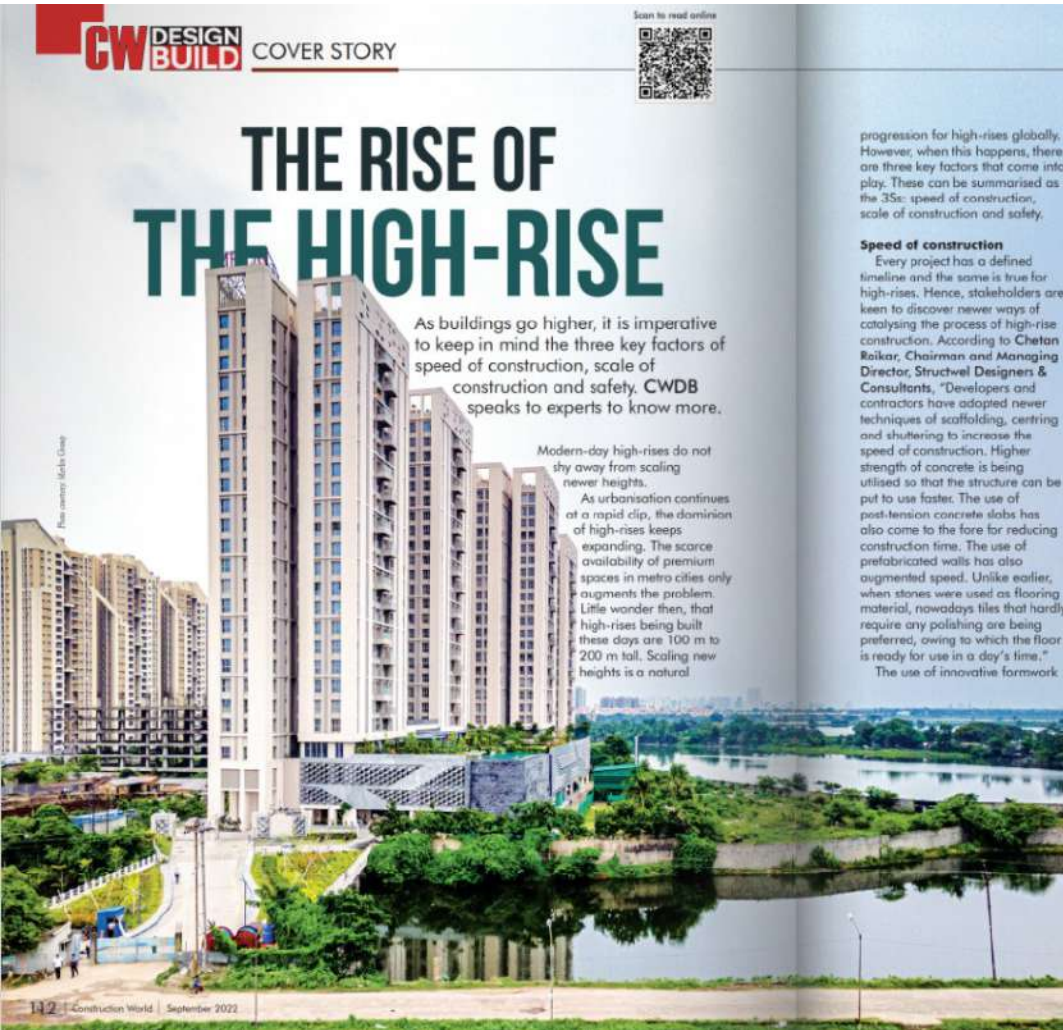 Scan to read online
CW DESIGN
BUILD
COVER STORY
THE RISE OF
THE HIGH-RISE
As buildings go higher, it is imperative
to keep in mind the three key factors of
speed of construction, scale of
construction and safety. CWDB
speaks to experts to know more.
Modern-day high-rises do not
shy away from scaling
newer heights.
As urbanisation continues
at a rapid clip, the dominion
of high-rises keeps
expanding. The scarce
availability of premium
spaces in metro cities only
augments the problem.
Little wonder then, that
high-rises being built
these days are 100 m to
200 m tall. Scaling new
heights is a natural
Photo courtesy: Merlin Group
112 | Construction World | September 2022
progression for high-rises globally.
However, when this happens, there
are three key factors that come into
play. These can be summarised as
the 3Ss: speed of construction,
scale of construction and safety.
Speed of construction
Every project has a defined
timeline and the same is true for
high-rises. Hence, stakeholders are
keen to discover newer ways of
catalysing the process of high-rise
construction. According to Chetan
Raikar, Chairman and Managing
Director, Structwel Designers &
Consultants, “Developers and
contractors have adopted newer
techniques of scaffolding, centring
and shuttering to increase the
speed of construction. Higher
strength of concrete is being
utilised so that the structure can be
put to use faster. The use of
post-tension concrete slabs has
also come to the fore for reducing
construction time. The use of
prefabricated walls has also
augmented speed. Unlike earlier,
when stones were used as flooring
material, nowadays tiles that hardly
require any polishing are being
preferred, owing to which the floor
is ready for use in a day's time.”
The use of innovative formwork